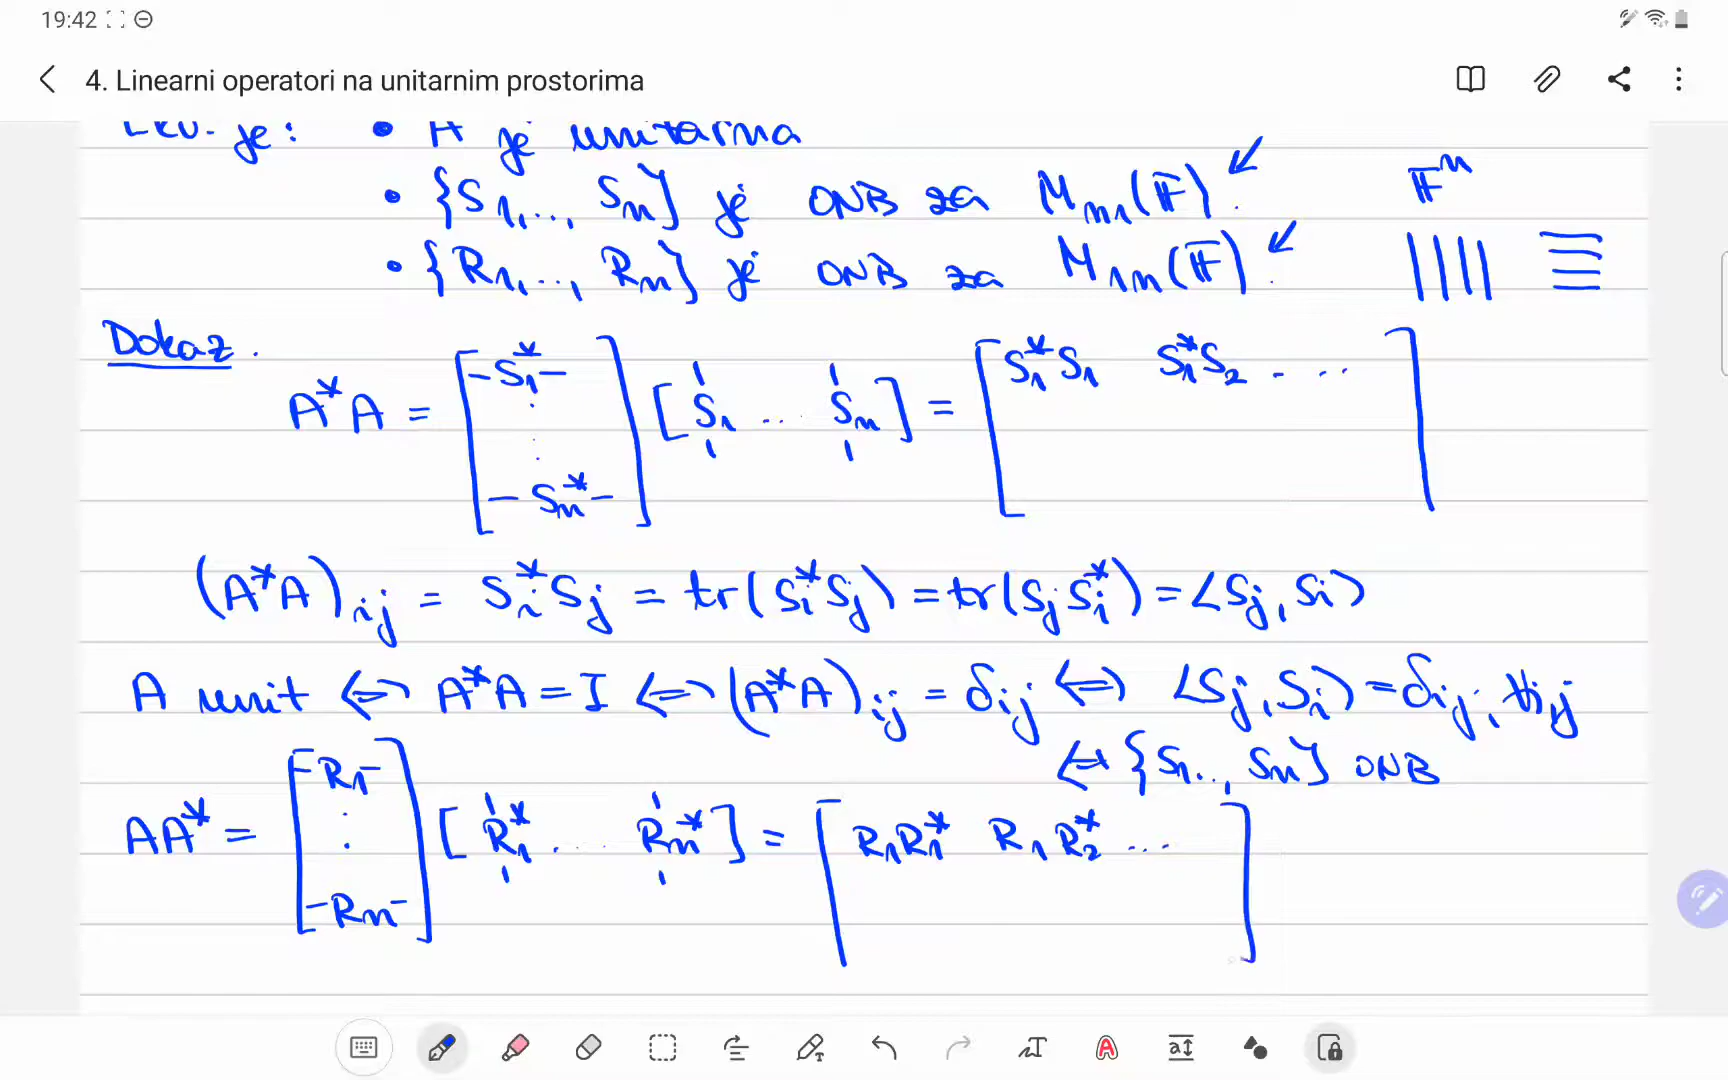 19:42
4. Linearni operatori na unitarnim prostorima
Ekv. je: • A je unitarna
• {S₁,..., Sₙ} je ONB za Mₙ₁(𝔽). ↙ 𝔽ⁿ
• {R₁,..., Rₙ} je ONB za M₁ₙ(𝔽). ↙
Dokaz.
A*A = [-S₁*- ⋮ -Sₙ*-] [S₁ ... Sₙ] = [S₁*S₁ S₁*S₂ ...]
(A*A)ᵢⱼ = Sᵢ*Sⱼ = tr(Sᵢ*Sⱼ) = tr(SⱼSᵢ*) = ⟨Sⱼ, Sᵢ⟩
A unit ⇔ A*A = I ⇔ (A*A)ᵢⱼ = δᵢⱼ ⇔ ⟨Sⱼ, Sᵢ⟩ = δᵢⱼ, ∀i,j
⇔ {S₁..., Sₙ} ONB
AA* = [-R₁- ⋮ -Rₙ-] [R₁* .... Rₙ*] = [R₁R₁* R₁R₂* ...]